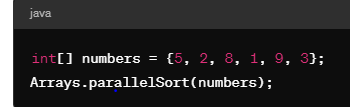 java
int[] numbers = {5, 2, 8, 1, 9, 3};
Arrays.parallelSort(numbers);